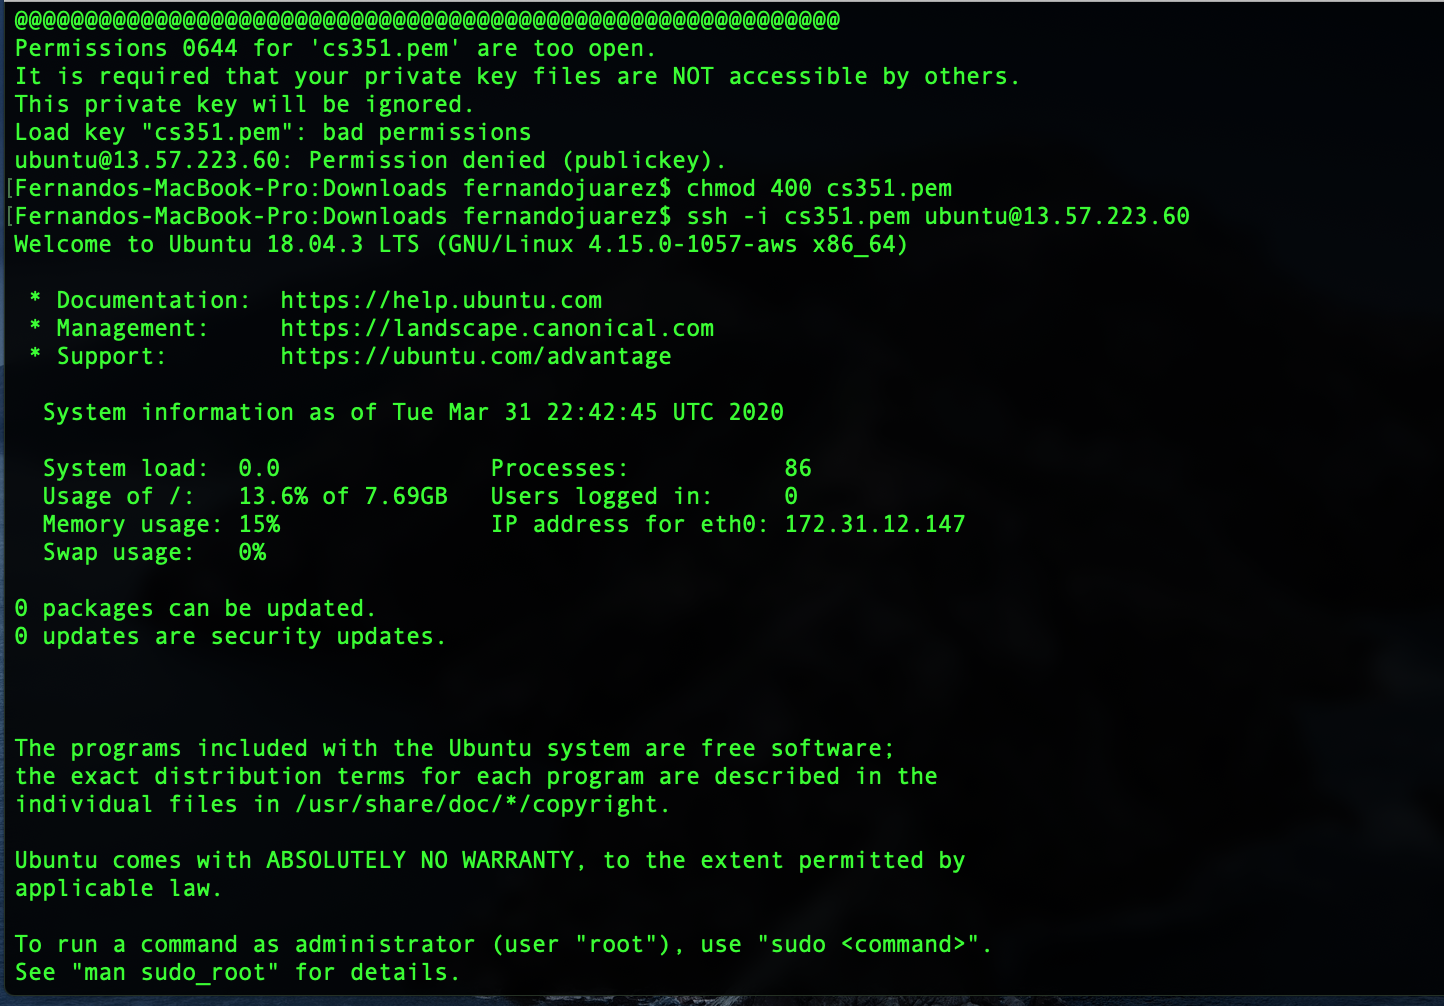 @@@@@@@@@@@@@@@@@@@@@@@@@@@@@@@@@@@@@@@@@@@@@@@@@@@@@@@@@@@
Permissions 0644 for 'cs351.pem' are too open.
It is required that your private key files are NOT accessible by others.
This private key will be ignored.
Load key "cs351.pem": bad permissions
ubuntu@13.57.223.60: Permission denied (publickey).
[Fernandos-MacBook-Pro:Downloads fernandojuarez$ chmod 400 cs351.pem
[Fernandos-MacBook-Pro:Downloads fernandojuarez$ ssh -i cs351.pem ubuntu@13.57.223.60
Welcome to Ubuntu 18.04.3 LTS (GNU/Linux 4.15.0-1057-aws x86_64)
 * Documentation:  https://help.ubuntu.com
 * Management:     https://landscape.canonical.com
 * Support:        https://ubuntu.com/advantage
  System information as of Tue Mar 31 22:42:45 UTC 2020
  System load:  0.0               Processes:           86
  Usage of /:   13.6% of 7.69GB   Users logged in:     0
  Memory usage: 15%               IP address for eth0: 172.31.12.147
  Swap usage:   0%
0 packages can be updated.
0 updates are security updates.
The programs included with the Ubuntu system are free software;
the exact distribution terms for each program are described in the
individual files in /usr/share/doc/*/copyright.
Ubuntu comes with ABSOLUTELY NO WARRANTY, to the extent permitted by
applicable law.
To run a command as administrator (user "root"), use "sudo <command>".
See "man sudo_root" for details.